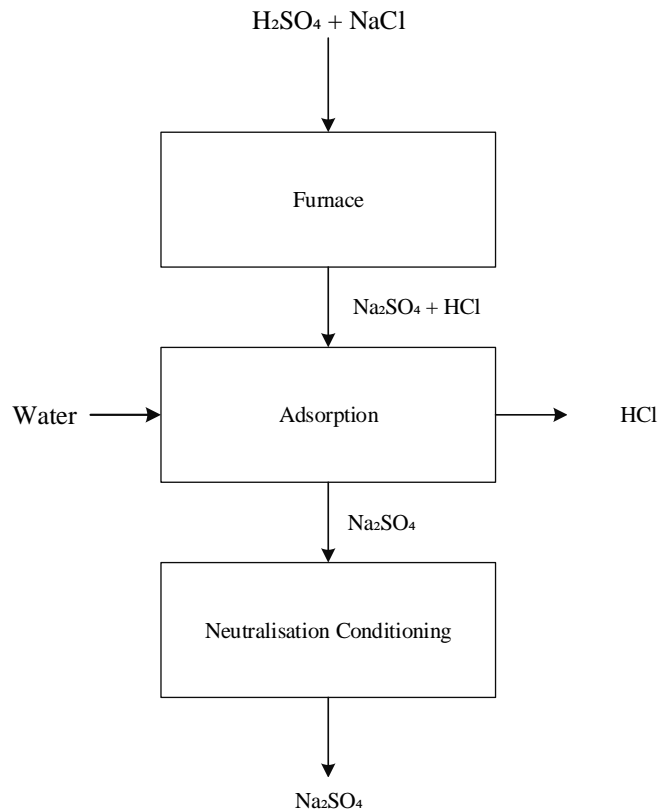 H₂SO₄ + NaCl
Furnace
Na₂SO₄ + HCl
Water
Adsorption
HCl
Na₂SO₄
Neutralisation Conditioning
Na₂SO₄